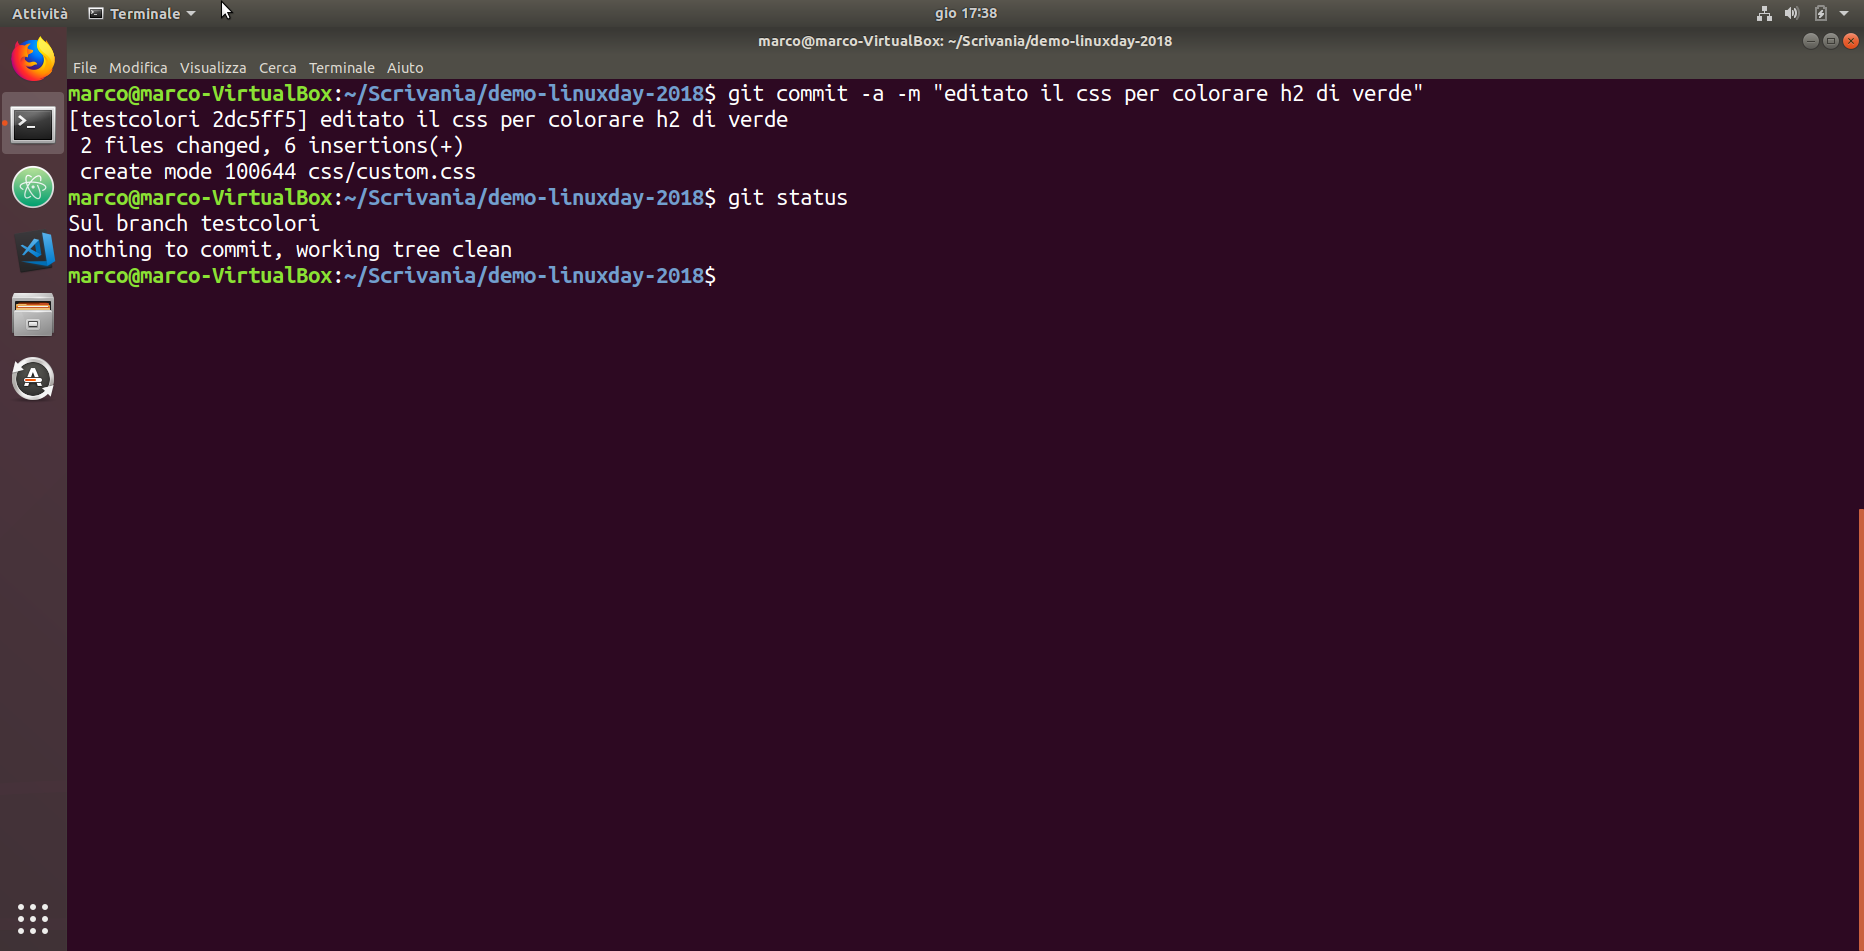 Attività Terminale gio 17:38
marco@marco-VirtualBox: ~/Scrivania/demo-linuxday-2018
File Modifica Visualizza Cerca Terminale Aiuto
marco@marco-VirtualBox:~/Scrivania/demo-linuxday-2018$ git commit -a -m "editato il css per colorare h2 di verde"
[testcolori 2dc5ff5] editato il css per colorare h2 di verde
 2 files changed, 6 insertions(+)
 create mode 100644 css/custom.css
marco@marco-VirtualBox:~/Scrivania/demo-linuxday-2018$ git status
Sul branch testcolori
nothing to commit, working tree clean
marco@marco-VirtualBox:~/Scrivania/demo-linuxday-2018$